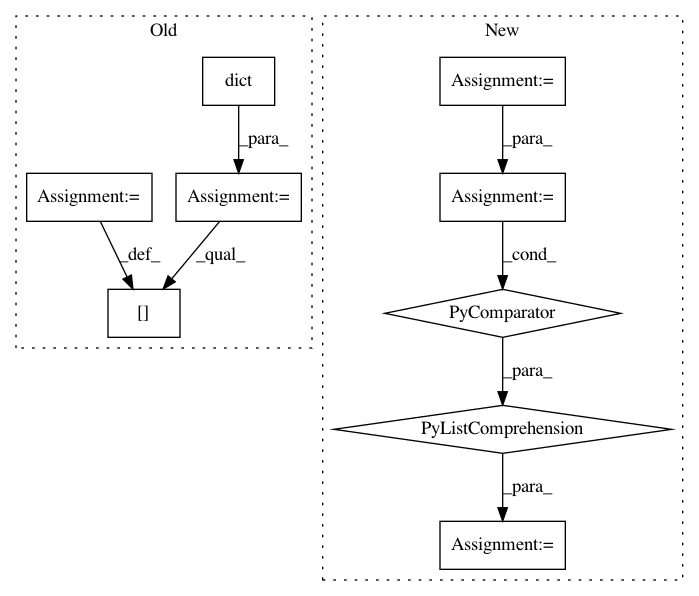 Old
New
dict
Assignment:=
_para_
_para_
Assignment:=
Assignment:=
Assignment:=
_def_
_qual_
_cond_
[]
PyComparator
_para_
PyListComprehension
_para_
Assignment:=